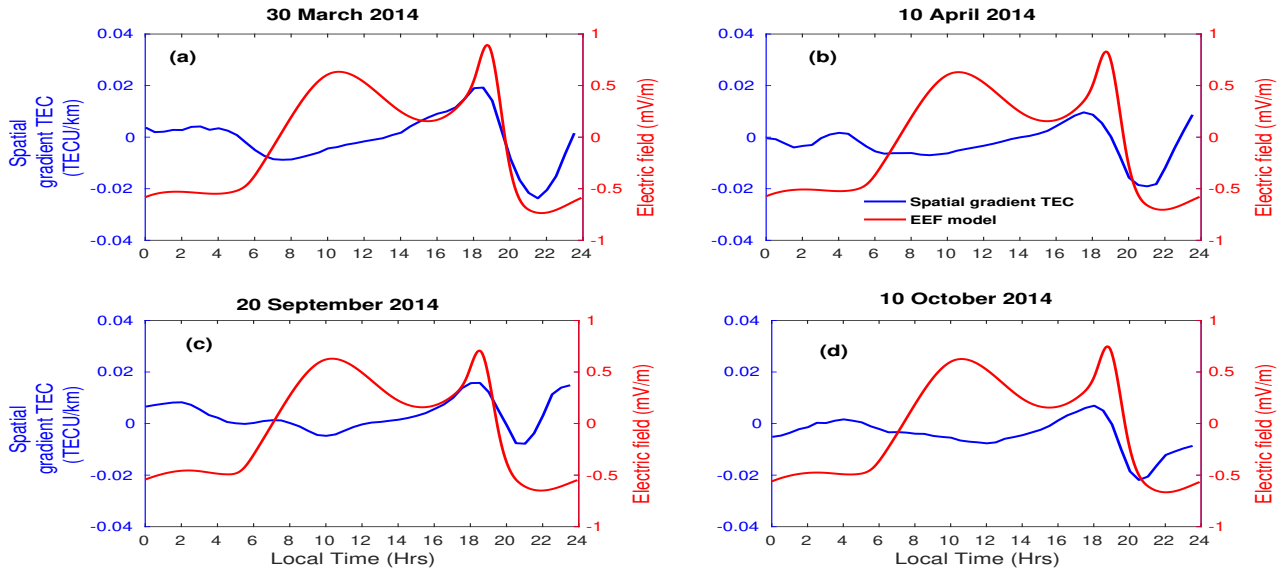 30 March 2014
10 April 2014
0.04
0.02
0
-0.02
-0.04
Spatial
gradient TEC
(TECU/km)
(a)
1
0.5
0
-0.5
-1
Electric field (mV/m)
0 2 4 6 8 10 12 14 16 18 20 22 24
0.04
0.02
0
-0.02
-0.04
(b)
Spatial gradient TEC
EEF model
1
0.5
0
-0.5
-1
Electric field (mV/m)
0 2 4 6 8 10 12 14 16 18 20 22 24
20 September 2014
10 October 2014
0.04
0.02
0
-0.02
-0.04
Spatial
gradient TEC
(TECU/km)
(c)
1
0.5
0
-0.5
-1
Electric field (mV/m)
0 2 4 6 8 10 12 14 16 18 20 22 24
Local Time (Hrs)
0.04
0.02
0
-0.02
-0.04
(d)
1
0.5
0
-0.5
-1
Electric field (mV/m)
0 2 4 6 8 10 12 14 16 18 20 22 24
Local Time (Hrs)